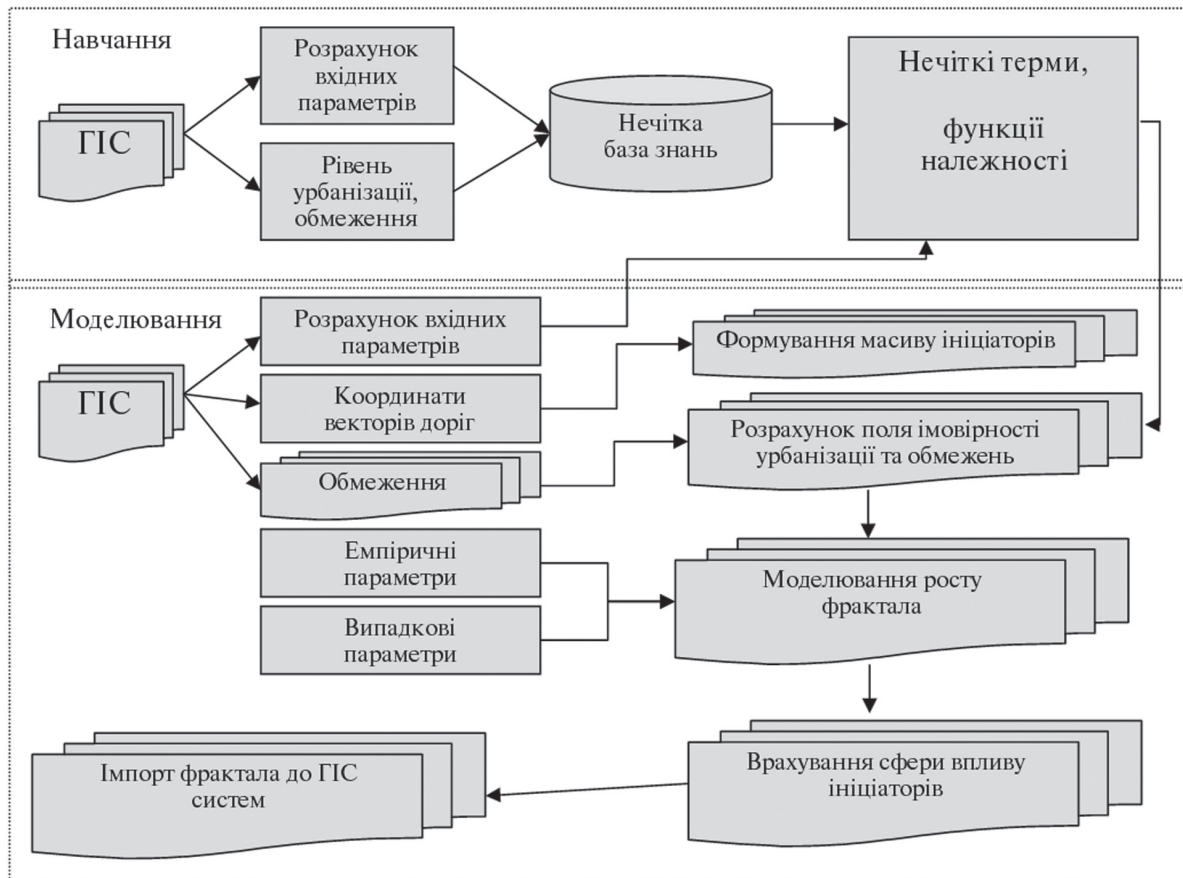 Навчання
ГІС
Розрахунок
вхідних
параметрів
Рівень
урбанізації,
обмеження
Нечітка
база знань
Нечіткі терми,
функції
належності
Моделювання
ГІС
Розрахунок вхідних
параметрів
Координати
векторів доріг
Обмеження
Формування масиву ініціаторів
Розрахунок поля імовірності
урбанізації та обмежень
Емпіричні
параметри
Випадкові
параметри
Моделювання росту
фрактала
Врахування сфери впливу
ініціаторів
Імпорт фрактала до ГІС
систем